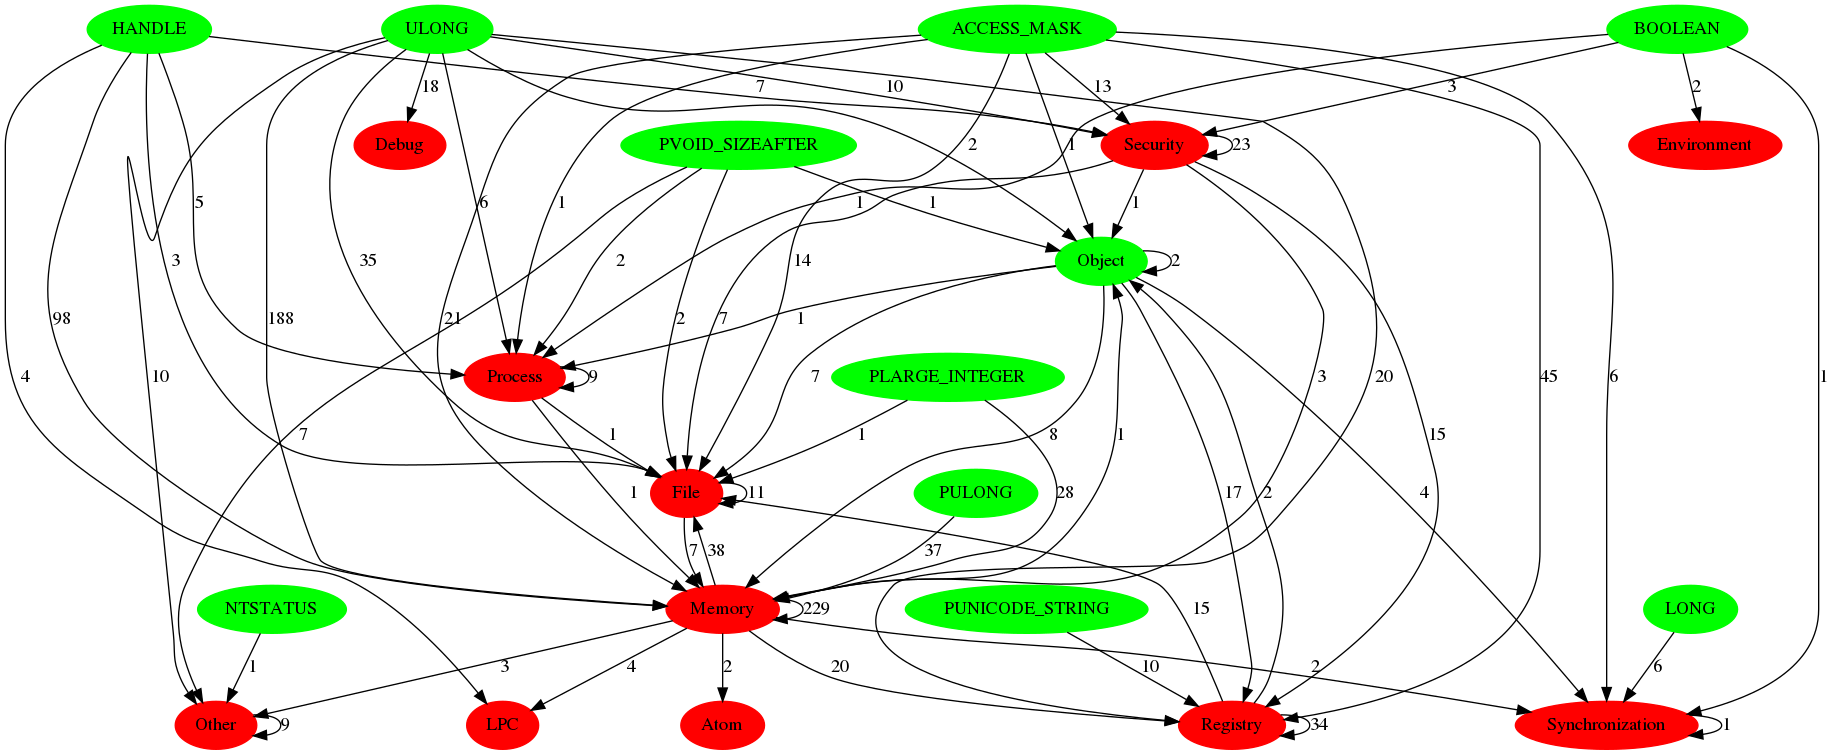 HANDLE ULONG ACCESS_MASK BOOLEAN
18 7 10 13 3 2
Debug PVOID_SIZEAFTER Security Environment
2 1 23
5 6 1 1 1 1
3 35 2 14 Object 2
98 188 21 2 7 1 3 20 15 45 6 1
4 10 Process 9 7 PLARGE_INTEGER
7 1 1 8 1
1 28 17 2 4
File 11 PULONG
7 38 37
NTSTATUS Memory 229 PUNICODE_STRING 15 LONG
1 3 4 2 20 10 2 6
Other 9 LPC Atom Registry 34 Synchronization 1